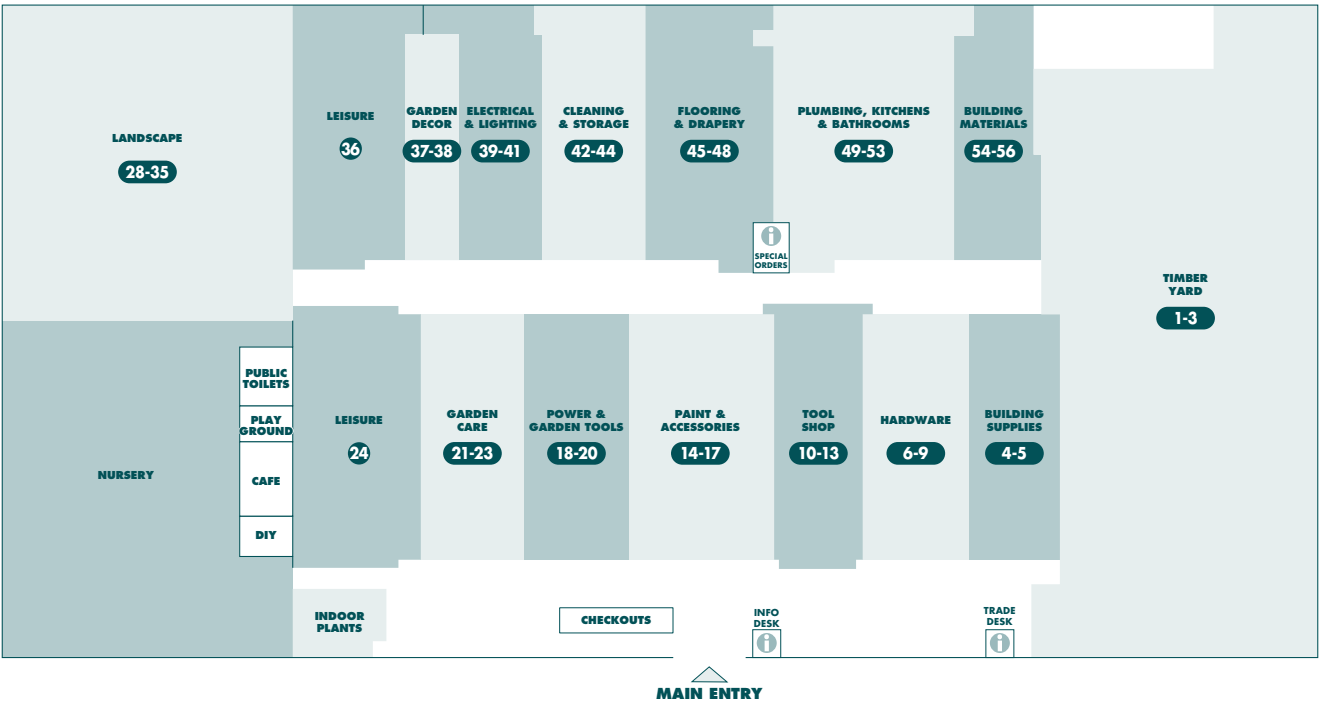 LANDSCAPE
28-35
LEISURE
36
GARDEN
DECOR
37-38
ELECTRICAL
& LIGHTING
39-41
CLEANING
& STORAGE
42-44
FLOORING
& DRAPERY
45-48
PLUMBING, KITCHENS
& BATHROOMS
49-53
BUILDING
MATERIALS
54-56
SPECIAL
ORDERS
TIMBER
YARD
1-3
NURSERY
PUBLIC
TOILETS
PLAY
GROUND
CAFE
DIY
LEISURE
24
GARDEN
CARE
21-23
POWER &
GARDEN TOOLS
18-20
PAINT &
ACCESSORIES
14-17
TOOL
SHOP
10-13
HARDWARE
6-9
BUILDING
SUPPLIES
4-5
INDOOR
PLANTS
CHECKOUTS
INFO
DESK
TRADE
DESK
MAIN ENTRY